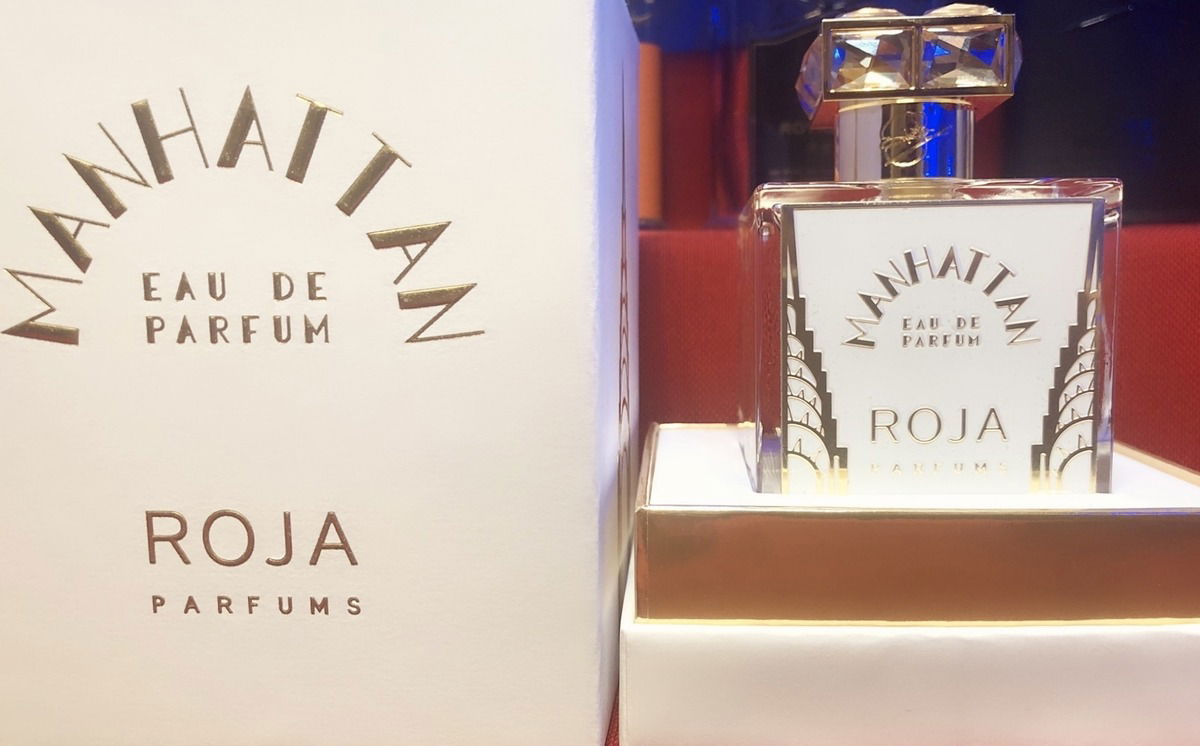 MANHATTAN
EAU DE
PARFUM
ROJA
PARFUMS
MANHATTAN
EAU DE
PARFUM
ROJA
PARFUMS